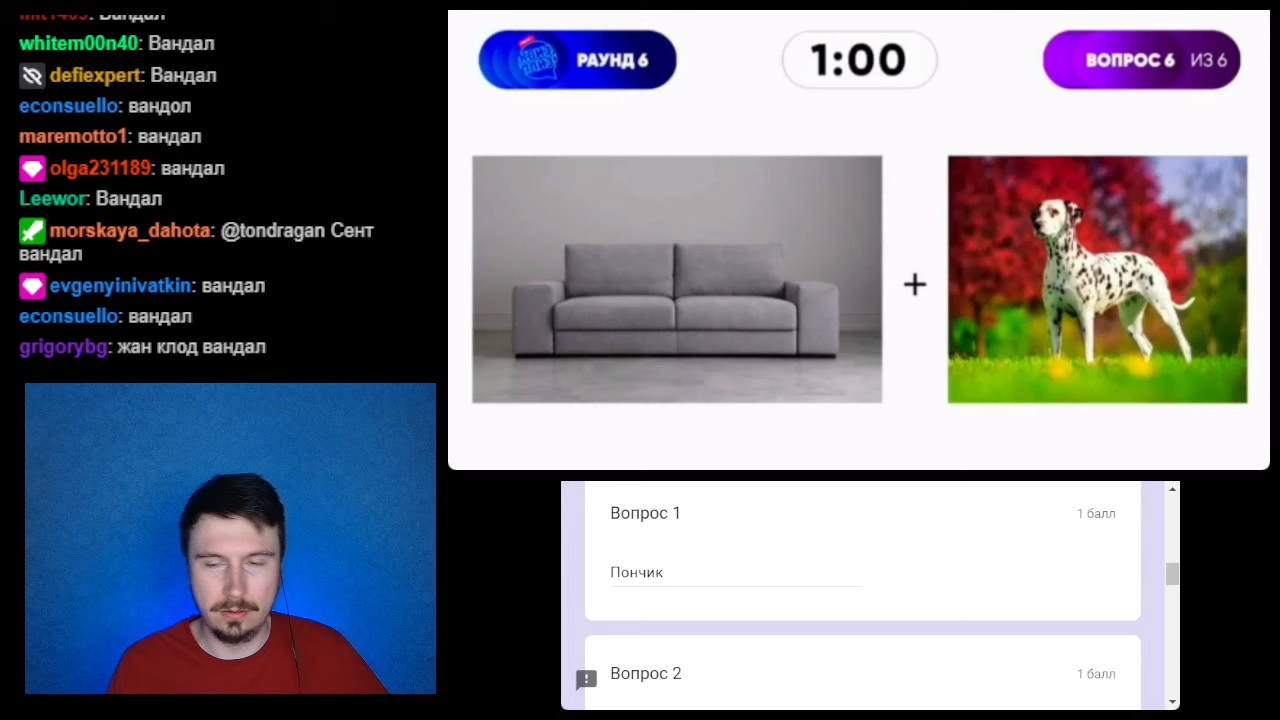 whitem00n40: Вандал
defiexpert: Вандал
econsuello: вандол
maremotto1: вандал
olga231189: вандал
Leewor: Вандал
morskaya_dahota: @tondragan Сент
вандал
evgenyinivatkin: вандал
econsuello: вандал
grigorybg: жан клод вандал
РАУНД 6
1:00
ВОПРОС 6 ИЗ 6
+
Вопрос 1
1 балл
Пончик
Вопрос 2
1 балл